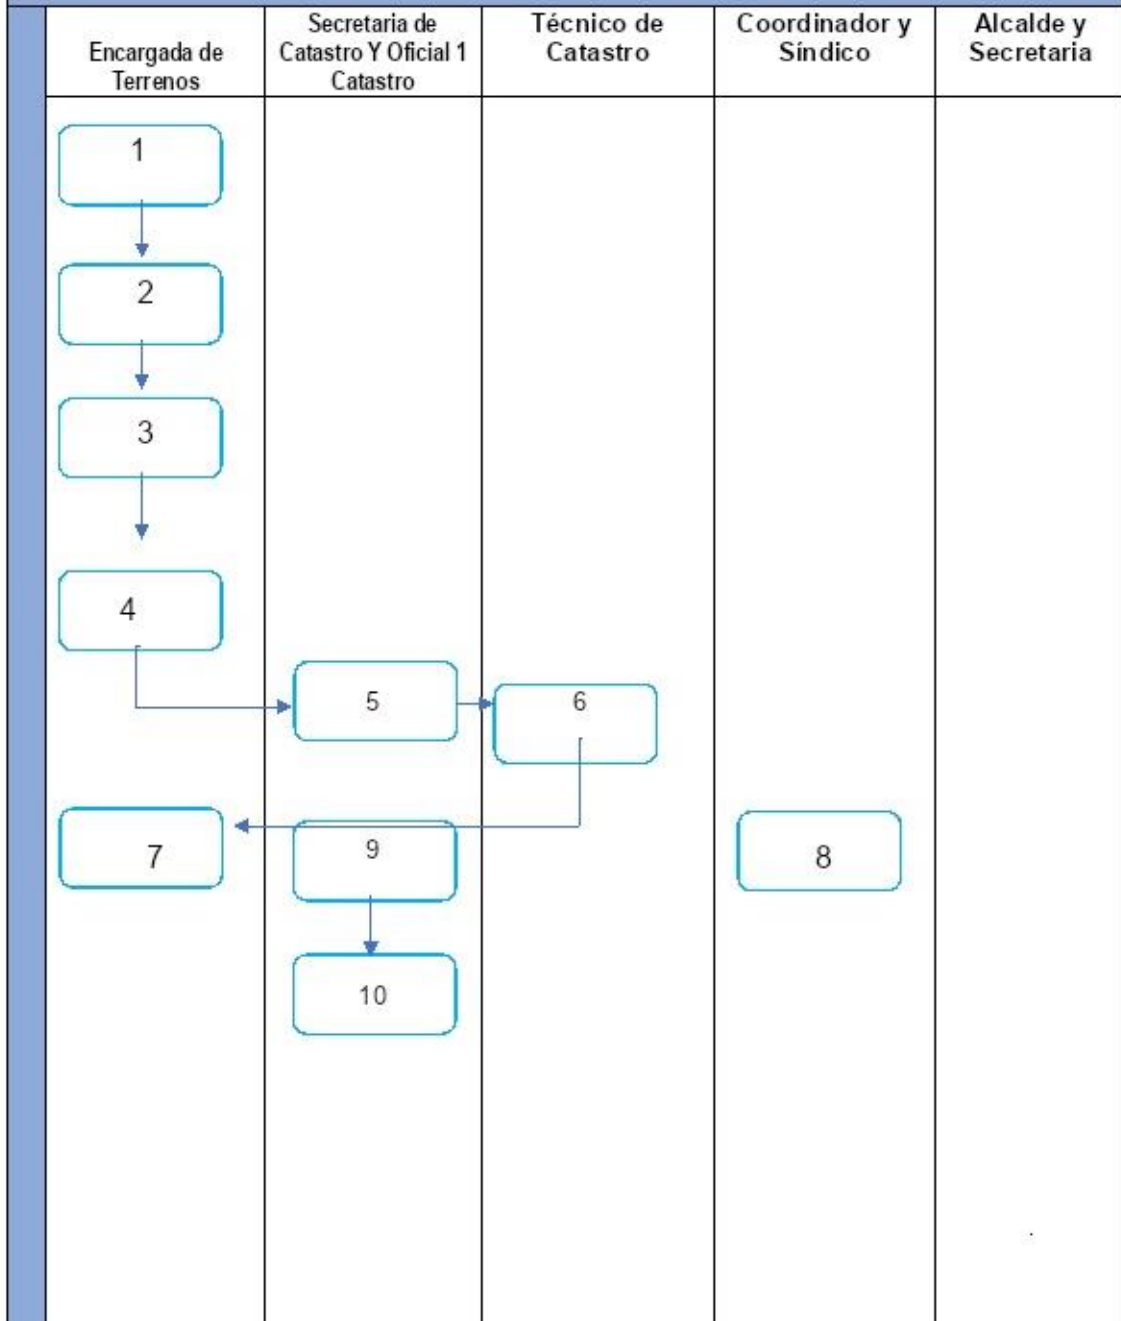 Encargada de
Terrenos
Secretaria de
Catastro Y Oficial 1
Catastro
Técnico de
Catastro
Coordinador y
Síndico
Alcalde y
Secretaria
1
2
3
4
5
6
7
9
8
10